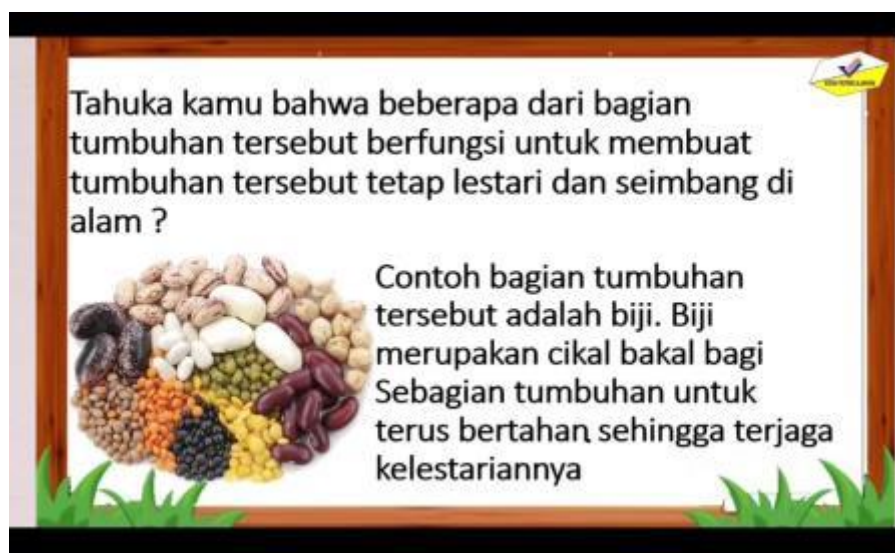 Tahuka kamu bahwa beberapa dari bagian
tumbuhan tersebut berfungsi untuk membuat
tumbuhan tersebut tetap lestari dan seimbang di
alam ?
Contoh bagian tumbuhan
tersebut adalah biji. Biji
merupakan cikal bakal bagi
Sebagian tumbuhan untuk
terus bertahan sehingga terjaga
kelestariannya